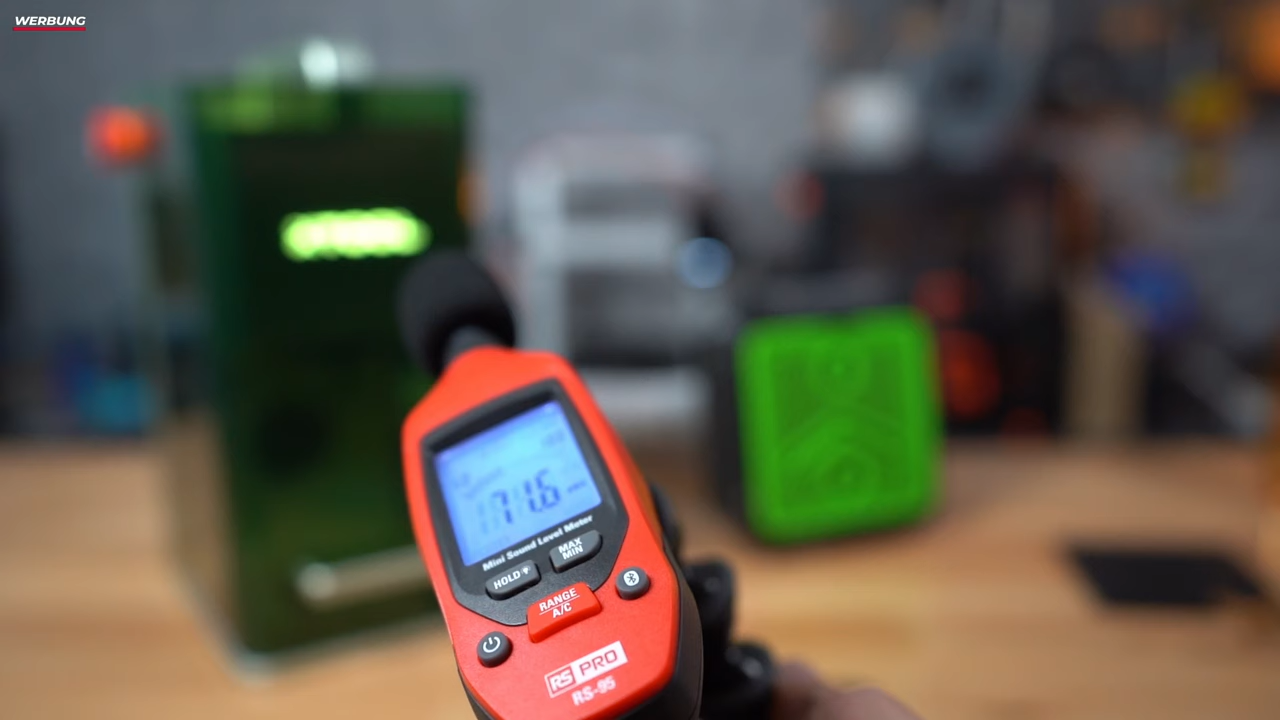 WERBUNG
71.6
Mini Sound Level Meter
HOLD
MAX
MIN
RANGE
A/C
RS PRO
RS-95